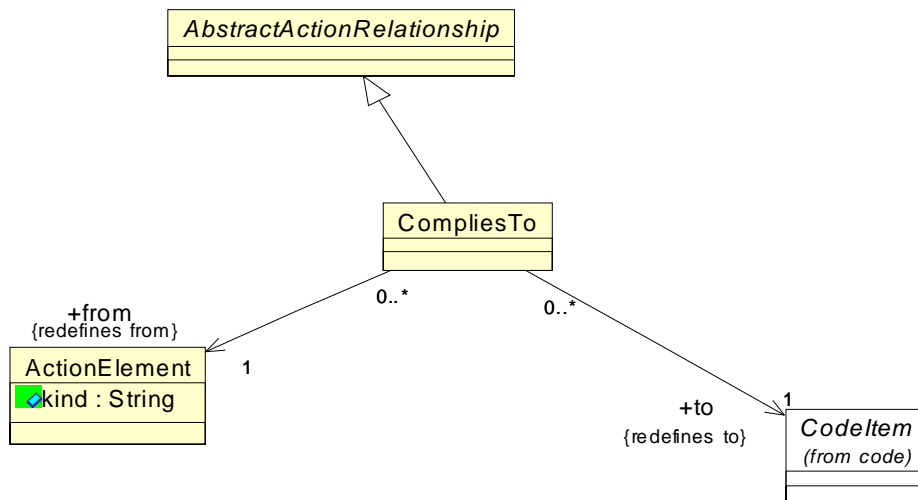 AbstractActionRelationship
CompliesTo
0..*
0..*
+from
{redefines from}
1
ActionElement
kind : String
+to
{redefines to}
1
CodeItem
(from code)